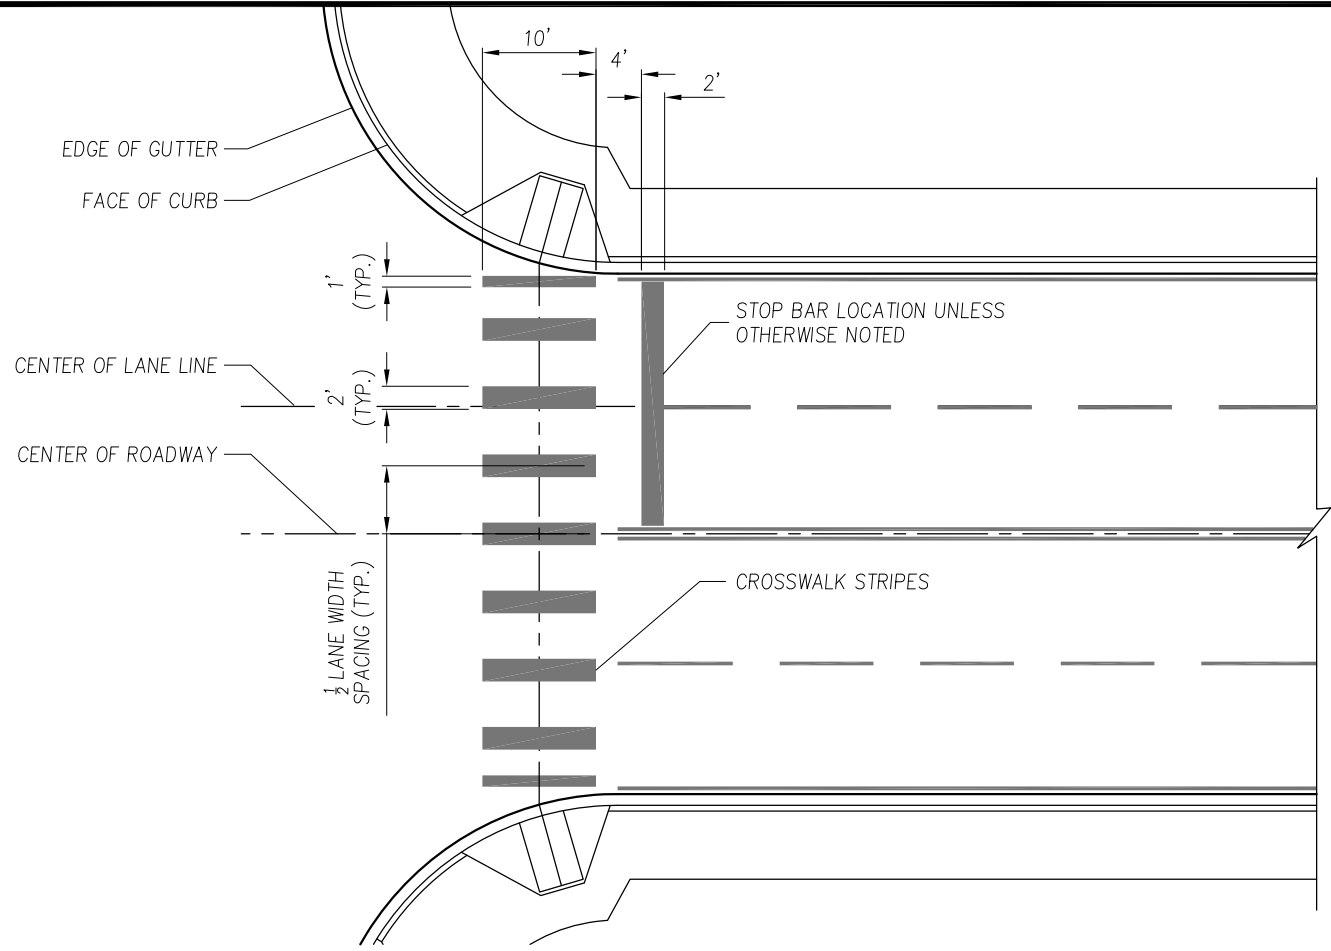 10'
4'
2'
EDGE OF GUTTER
FACE OF CURB
1'
(TYP.)
STOP BAR LOCATION UNLESS
OTHERWISE NOTED
CENTER OF LANE LINE
2'
(TYP.)
CENTER OF ROADWAY
CROSSWALK STRIPES
1/2 LANE WIDTH
SPACING (TYP.)